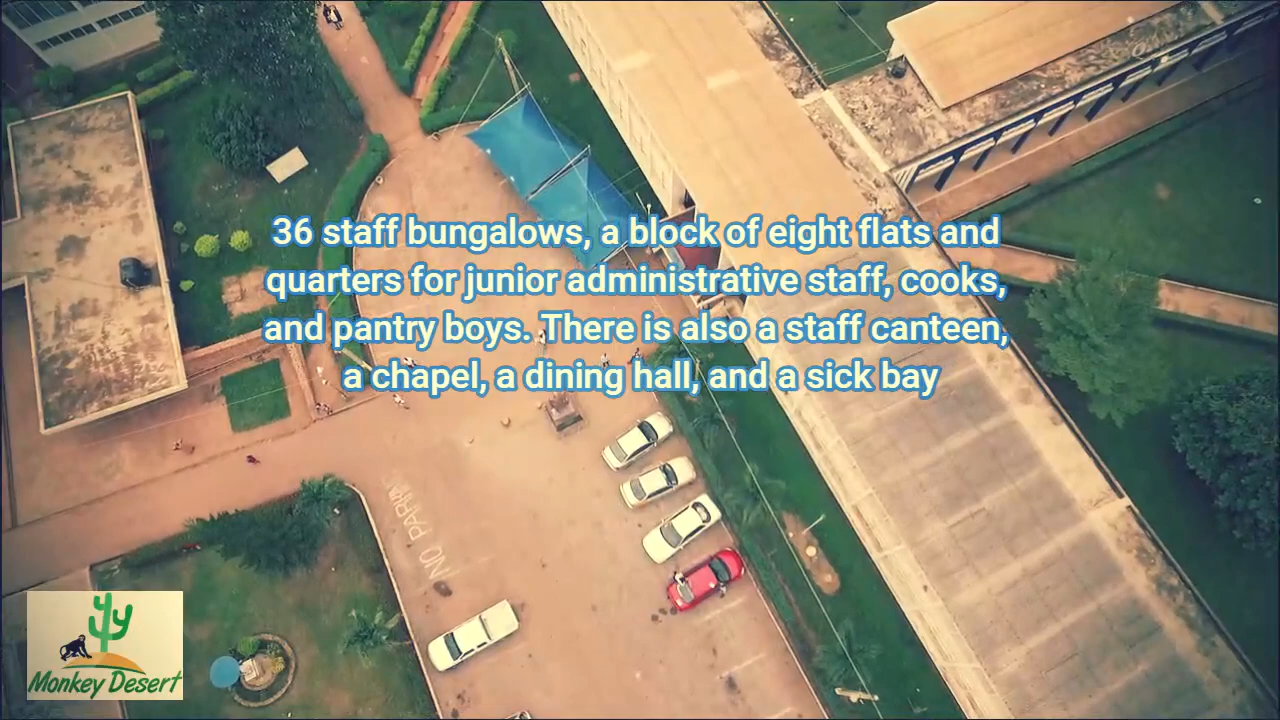 36 staff bungalows, a block of eight flats and
quarters for junior administrative staff, cooks,
and pantry boys. There is also a staff canteen,
a chapel, a dining hall, and a sick bay
NO PARKING
Monkey Desert